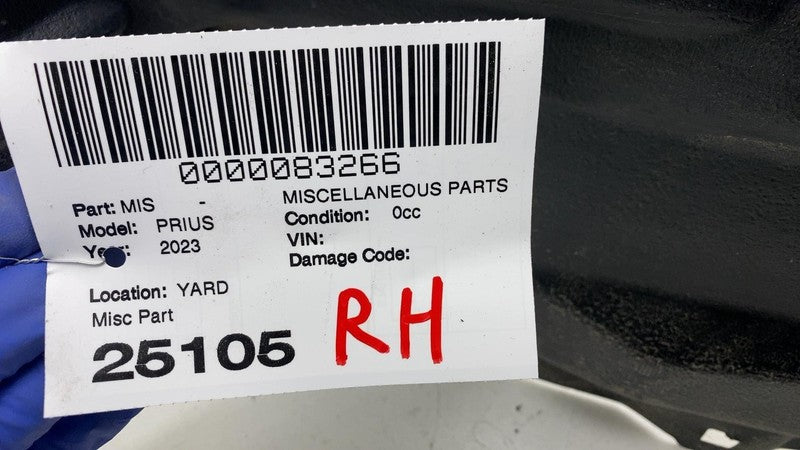 0000083266
Part: MIS - MISCELLANEOUS PARTS
Model: PRIUS Condition: 0cc
Year: 2023 VIN:
Damage Code:
Location: YARD
Misc Part
25105 RH